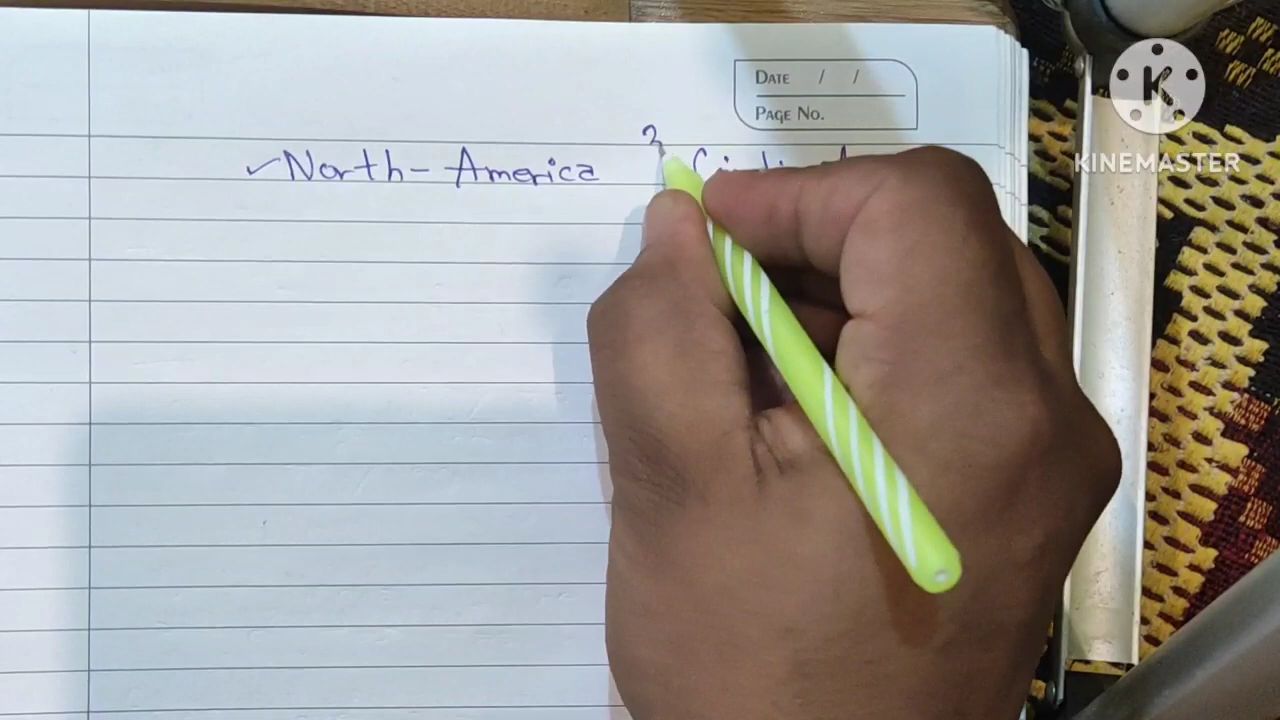 DATE / /
PAGE NO.
✓North-America
K
KINEMASTER